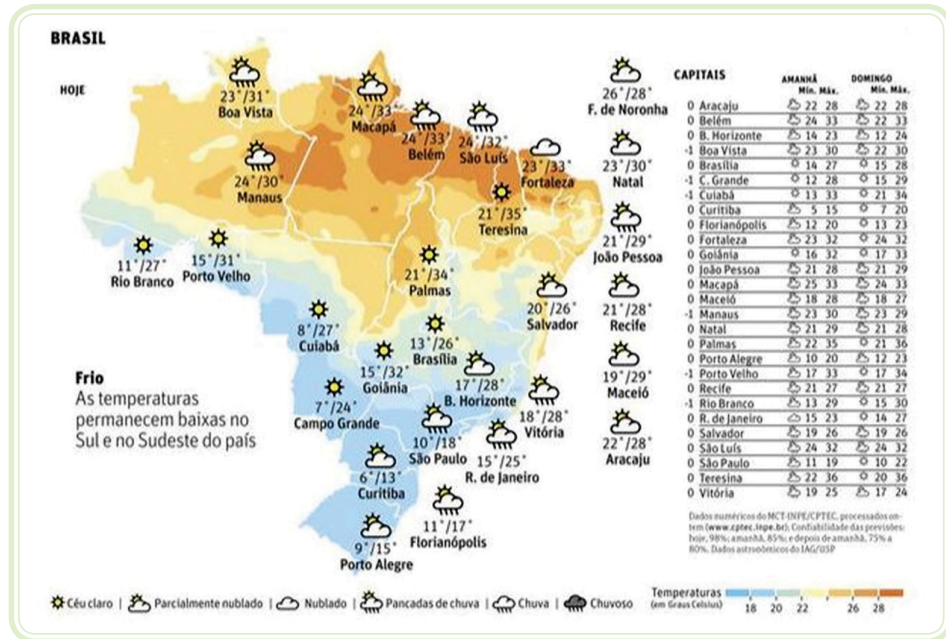 BRASIL
HOJE
23°/31°
Boa Vista
24°/33°
Macapá
24°/33°
Belém
24°/32°
São Luís
23°/33°
Fortaleza
24°/30°
Manaus
21°/35°
Teresina
11°/27°
Rio Branco
15°/31°
Porto Velho
21°/34°
Palmas
20°/26°
Salvador
8°/27°
Cuiabá
13°/26°
Brasília
15°/32°
Goiânia
17°/28°
B. Horizonte
7°/24°
Campo Grande
18°/28°
Vitória
10°/18°
São Paulo
15°/25°
R. de Janeiro
6°/13°
Curitiba
11°/17°
Florianópolis
9°/15°
Porto Alegre
26°/28°
F. de Noronha
23°/30°
Natal
21°/29°
João Pessoa
21°/28°
Recife
19°/29°
Maceió
22°/28°
Aracaju
Frio
As temperaturas
permanecem baixas no
Sul e no Sudeste do país
CAPITAIS AMANHÃ DOMINGO
Mín. Máx. Mín. Máx.
0 Aracaju 22 28 22 28
0 Belém 24 33 22 33
0 B. Horizonte 14 23 12 24
-1 Boa Vista 23 30 22 30
0 Brasília 14 27 15 28
-1 C. Grande 12 28 15 29
-1 Cuiabá 13 33 21 34
0 Curitiba 5 15 7 20
0 Florianópolis 12 20 13 23
0 Fortaleza 23 32 24 32
0 Goiânia 16 32 17 33
0 João Pessoa 21 28 21 29
0 Macapá 25 33 24 33
0 Maceió 18 28 18 27
-1 Manaus 23 30 23 29
0 Natal 21 29 21 28
0 Palmas 22 35 21 36
0 Porto Alegre 10 20 12 23
-1 Porto Velho 17 33 17 34
0 Recife 21 27 21 27
-1 Rio Branco 13 29 15 30
0 R. de Janeiro 15 23 14 27
0 Salvador 19 26 19 26
0 São Luís 24 32 24 32
0 São Paulo 11 19 10 22
0 Teresina 22 36 20 36
0 Vitória 19 25 17 24
Dados numéricos do MCT-INPE/CPTEC, processados on-
tem (www.cptec.inpe.br); Confiabilidade das previsões:
hoje, 98%; amanhã, 85%; e depois de amanhã, 75% a
80%. Dados astronômicos do IAG/USP
Céu claro | Parcialmente nublado | Nublado | Pancadas de chuva | Chuva | Chuvoso
Temperaturas
(em Graus Celsius)
18 20 22 24 26 28